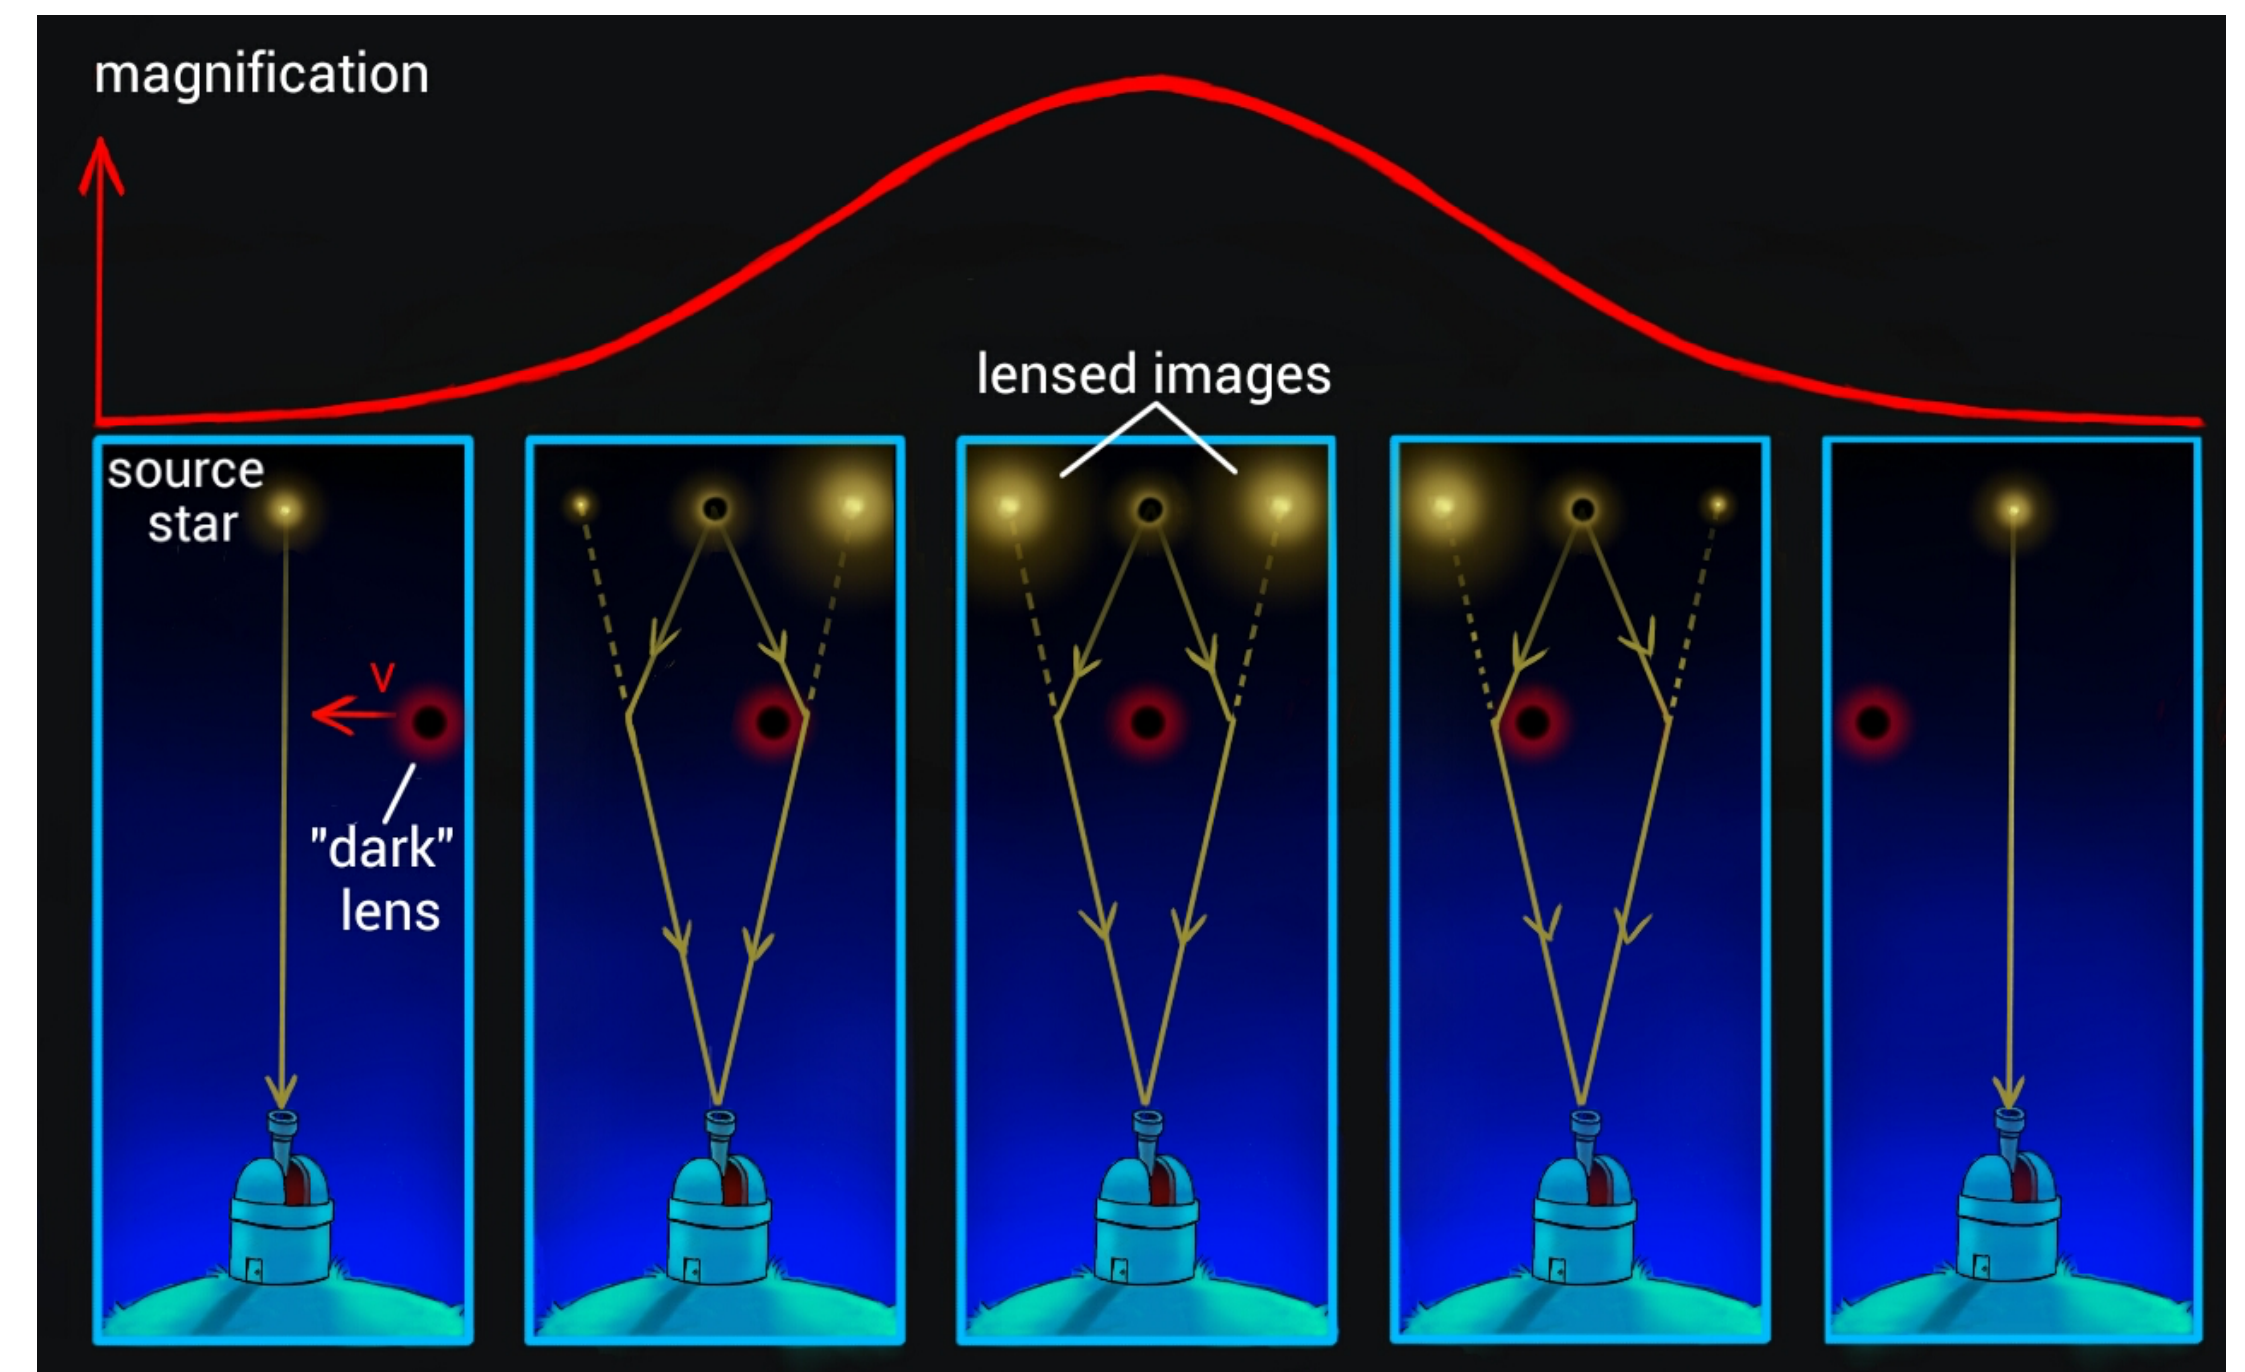 magnification
lensed images
source
star
v
"dark"
lens